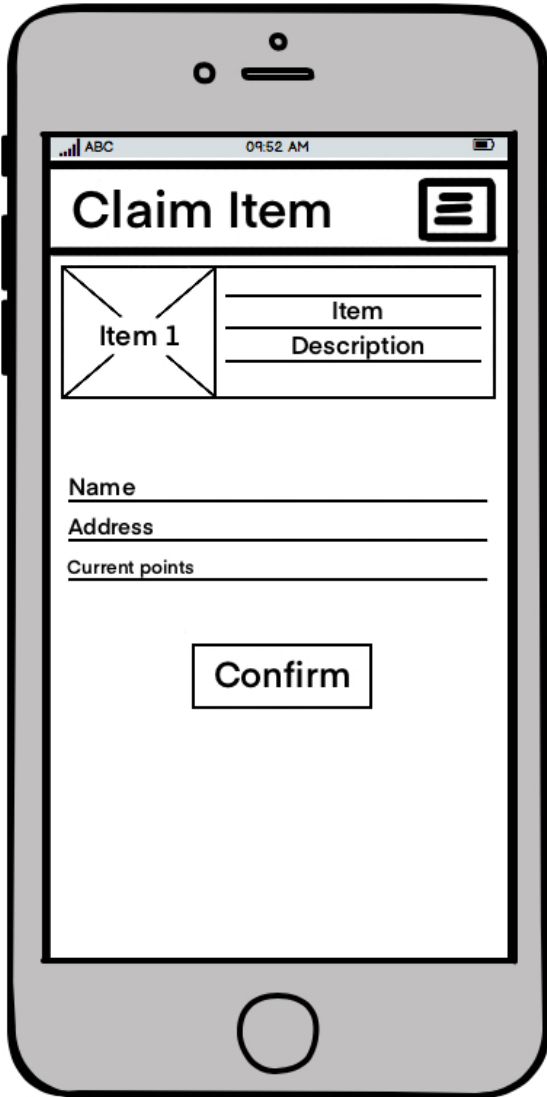 ABC 09:52 AM
Claim Item
Item 1
Item
Description
Name
Address
Current points
Confirm